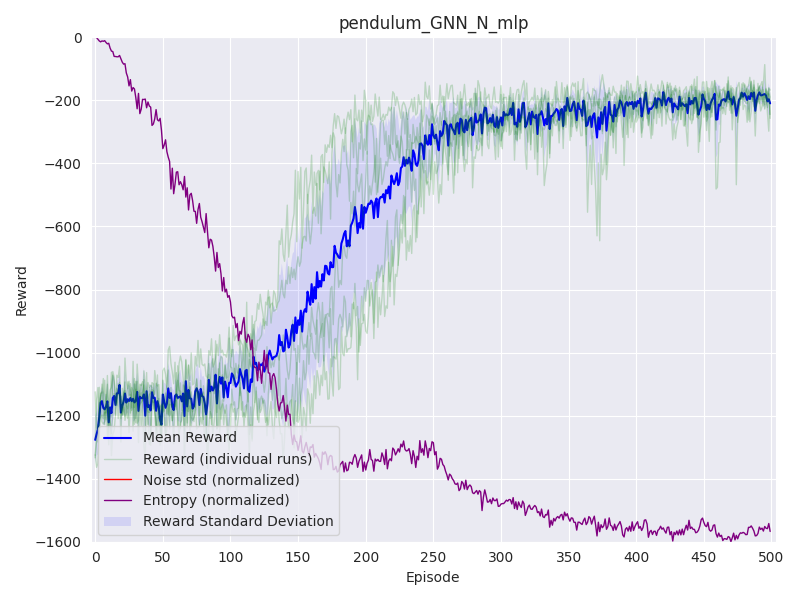 pendulum_GNN_N_mlp
0
−200
−400
−600
−800
−1000
−1200
−1400
−1600
Reward
Mean Reward
Reward (individual runs)
Noise std (normalized)
Entropy (normalized)
Reward Standard Deviation
0 50 100 150 200 250 300 350 400 450 500
Episode